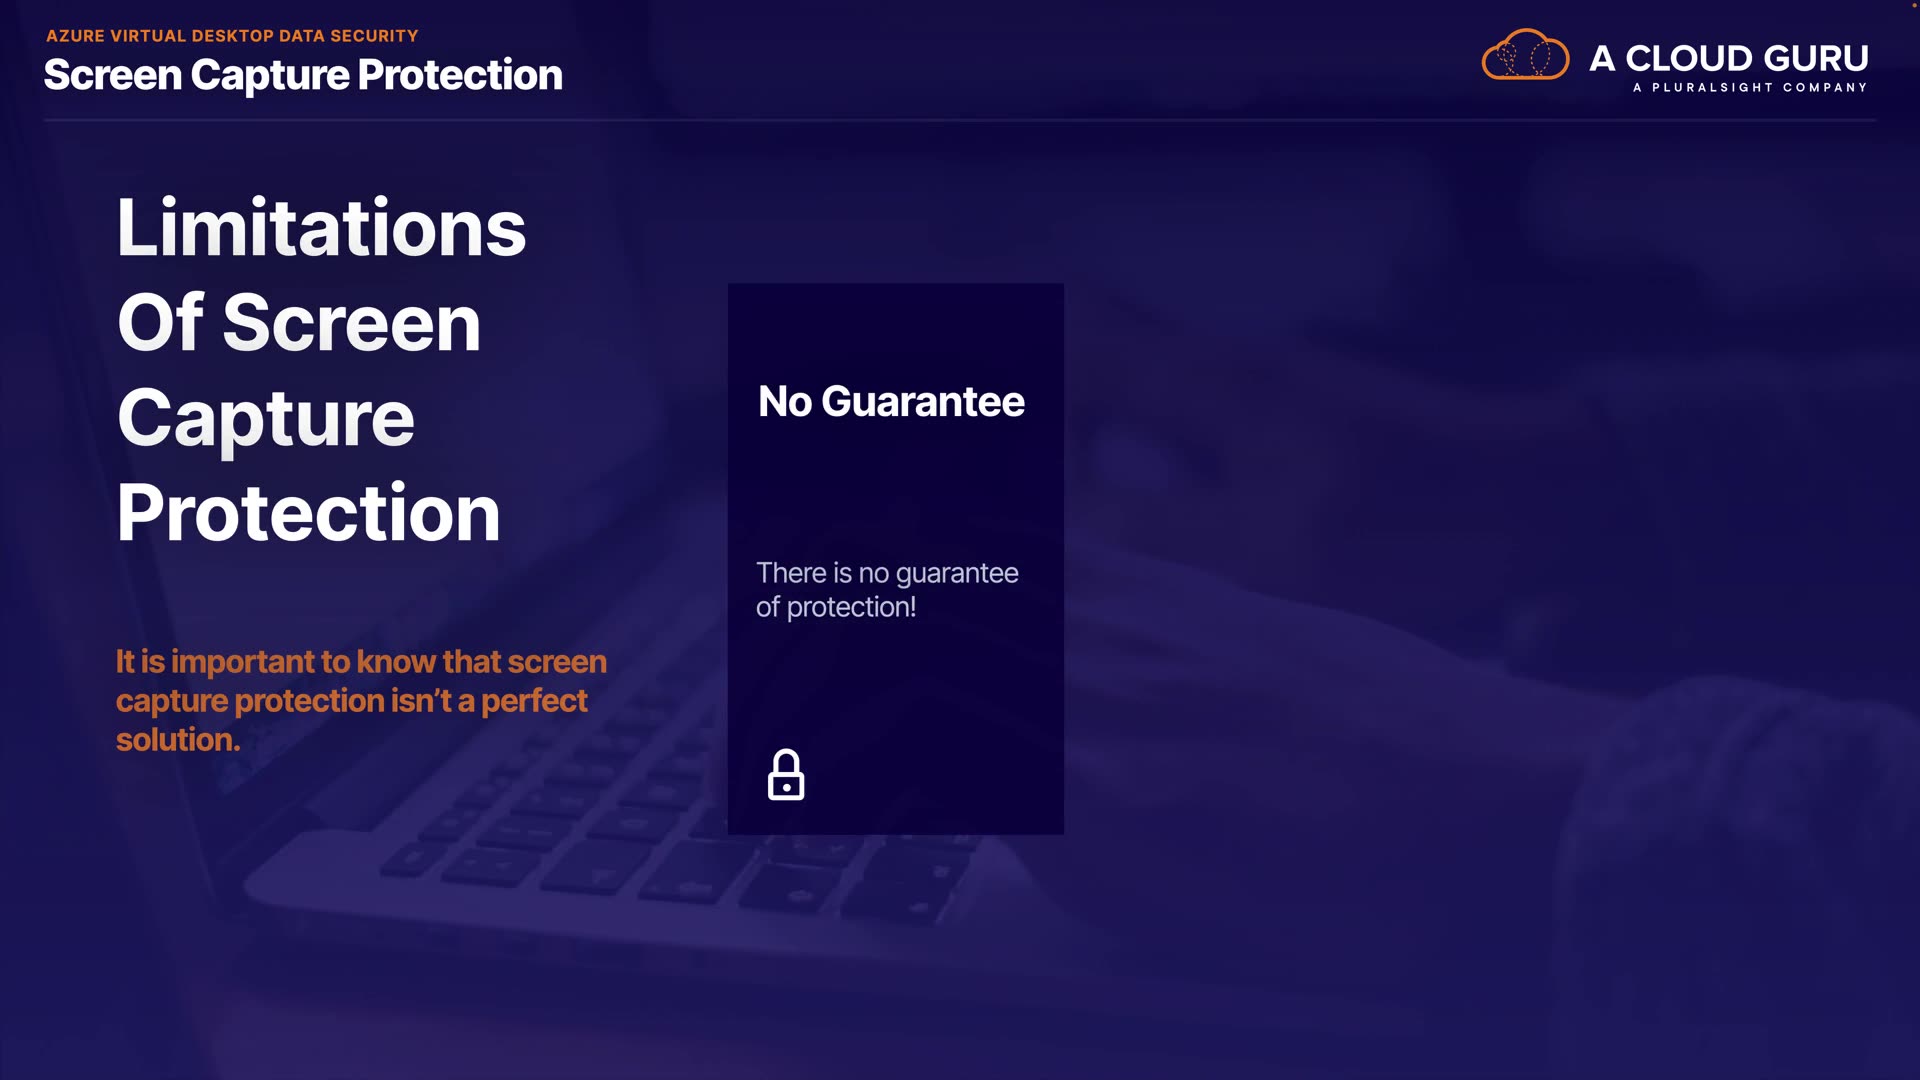 AZURE VIRTUAL DESKTOP DATA SECURITY
Screen Capture Protection
A CLOUD GURU
A PLURALSIGHT COMPANY
Limitations
Of Screen
Capture
Protection
It is important to know that screen
capture protection isn’t a perfect
solution.
No Guarantee
There is no guarantee
of protection!